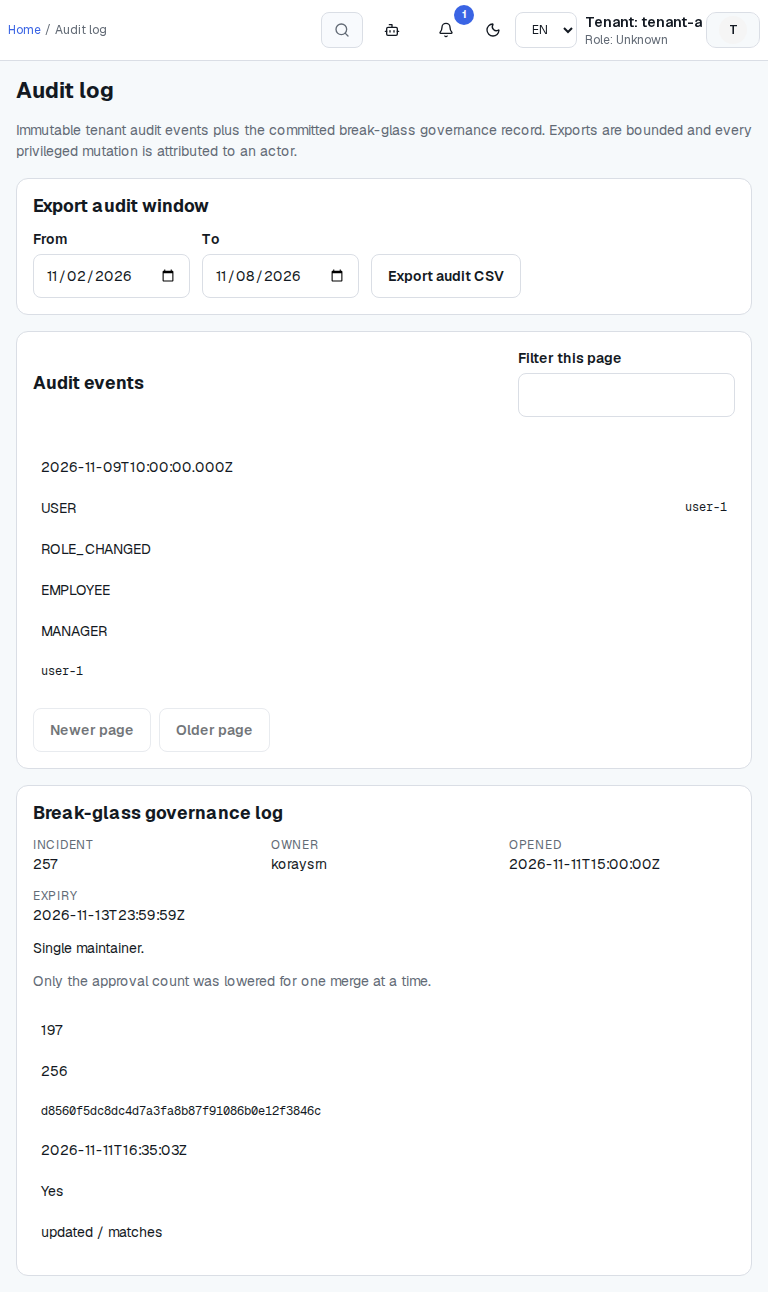 Home / Audit log
1
EN
Tenant: tenant-a
Role: Unknown
T
Audit log
Immutable tenant audit events plus the committed break-glass governance record. Exports are bounded and every
privileged mutation is attributed to an actor.
Export audit window
From To
11/02/2026 11/08/2026 Export audit CSV
Filter this page
Audit events
2026-11-09T10:00:00.000Z
USER user-1
ROLE_CHANGED
EMPLOYEE
MANAGER
user-1
Newer page Older page
Break-glass governance log
INCIDENT OWNER OPENED
257 koraysrn 2026-11-11T15:00:00Z
EXPIRY
2026-11-13T23:59:59Z
Single maintainer.
Only the approval count was lowered for one merge at a time.
197
256
d8560f5dc8dc4d7a3fa8b87f91086b0e12f3846c
2026-11-11T16:35:03Z
Yes
updated / matches